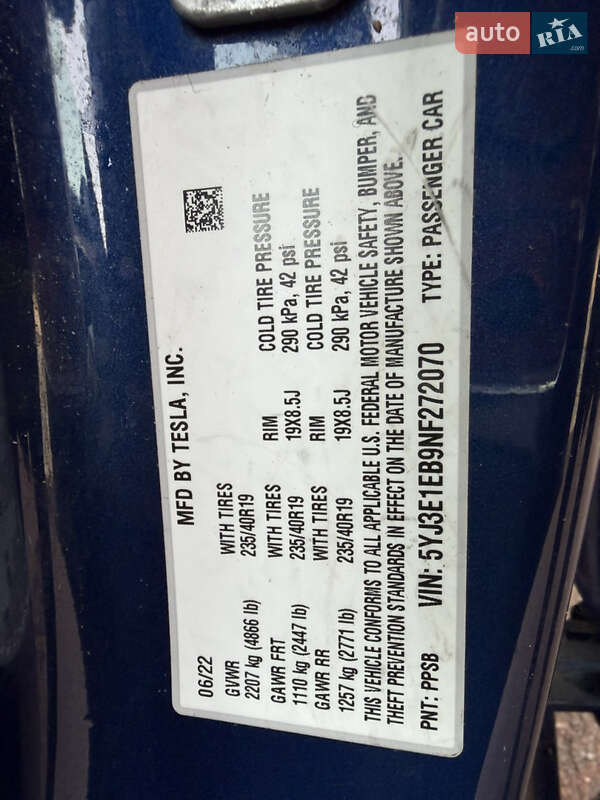 auto RIA.com
MFD BY TESLA, INC.
06/22
GVWR WITH TIRES RIM COLD TIRE PRESSURE
2207 kg (4866 lb) 235/40R19 19X8.5J 290 kPa, 42 psi
GAWR FRT WITH TIRES RIM COLD TIRE PRESSURE
1110 kg (2447 lb) 235/40R19 19X8.5J 290 kPa, 42 psi
GAWR RR WITH TIRES
1257 kg (2771 lb) 235/40R19
THIS VEHICLE CONFORMS TO ALL APPLICABLE U.S. FEDERAL MOTOR VEHICLE SAFETY, BUMPER, AND
THEFT PREVENTION STANDARDS IN EFFECT ON THE DATE OF MANUFACTURE SHOWN ABOVE.
PNT: PPSB VIN: 5YJ3E1EB9NF272070 TYPE: PASSENGER CAR